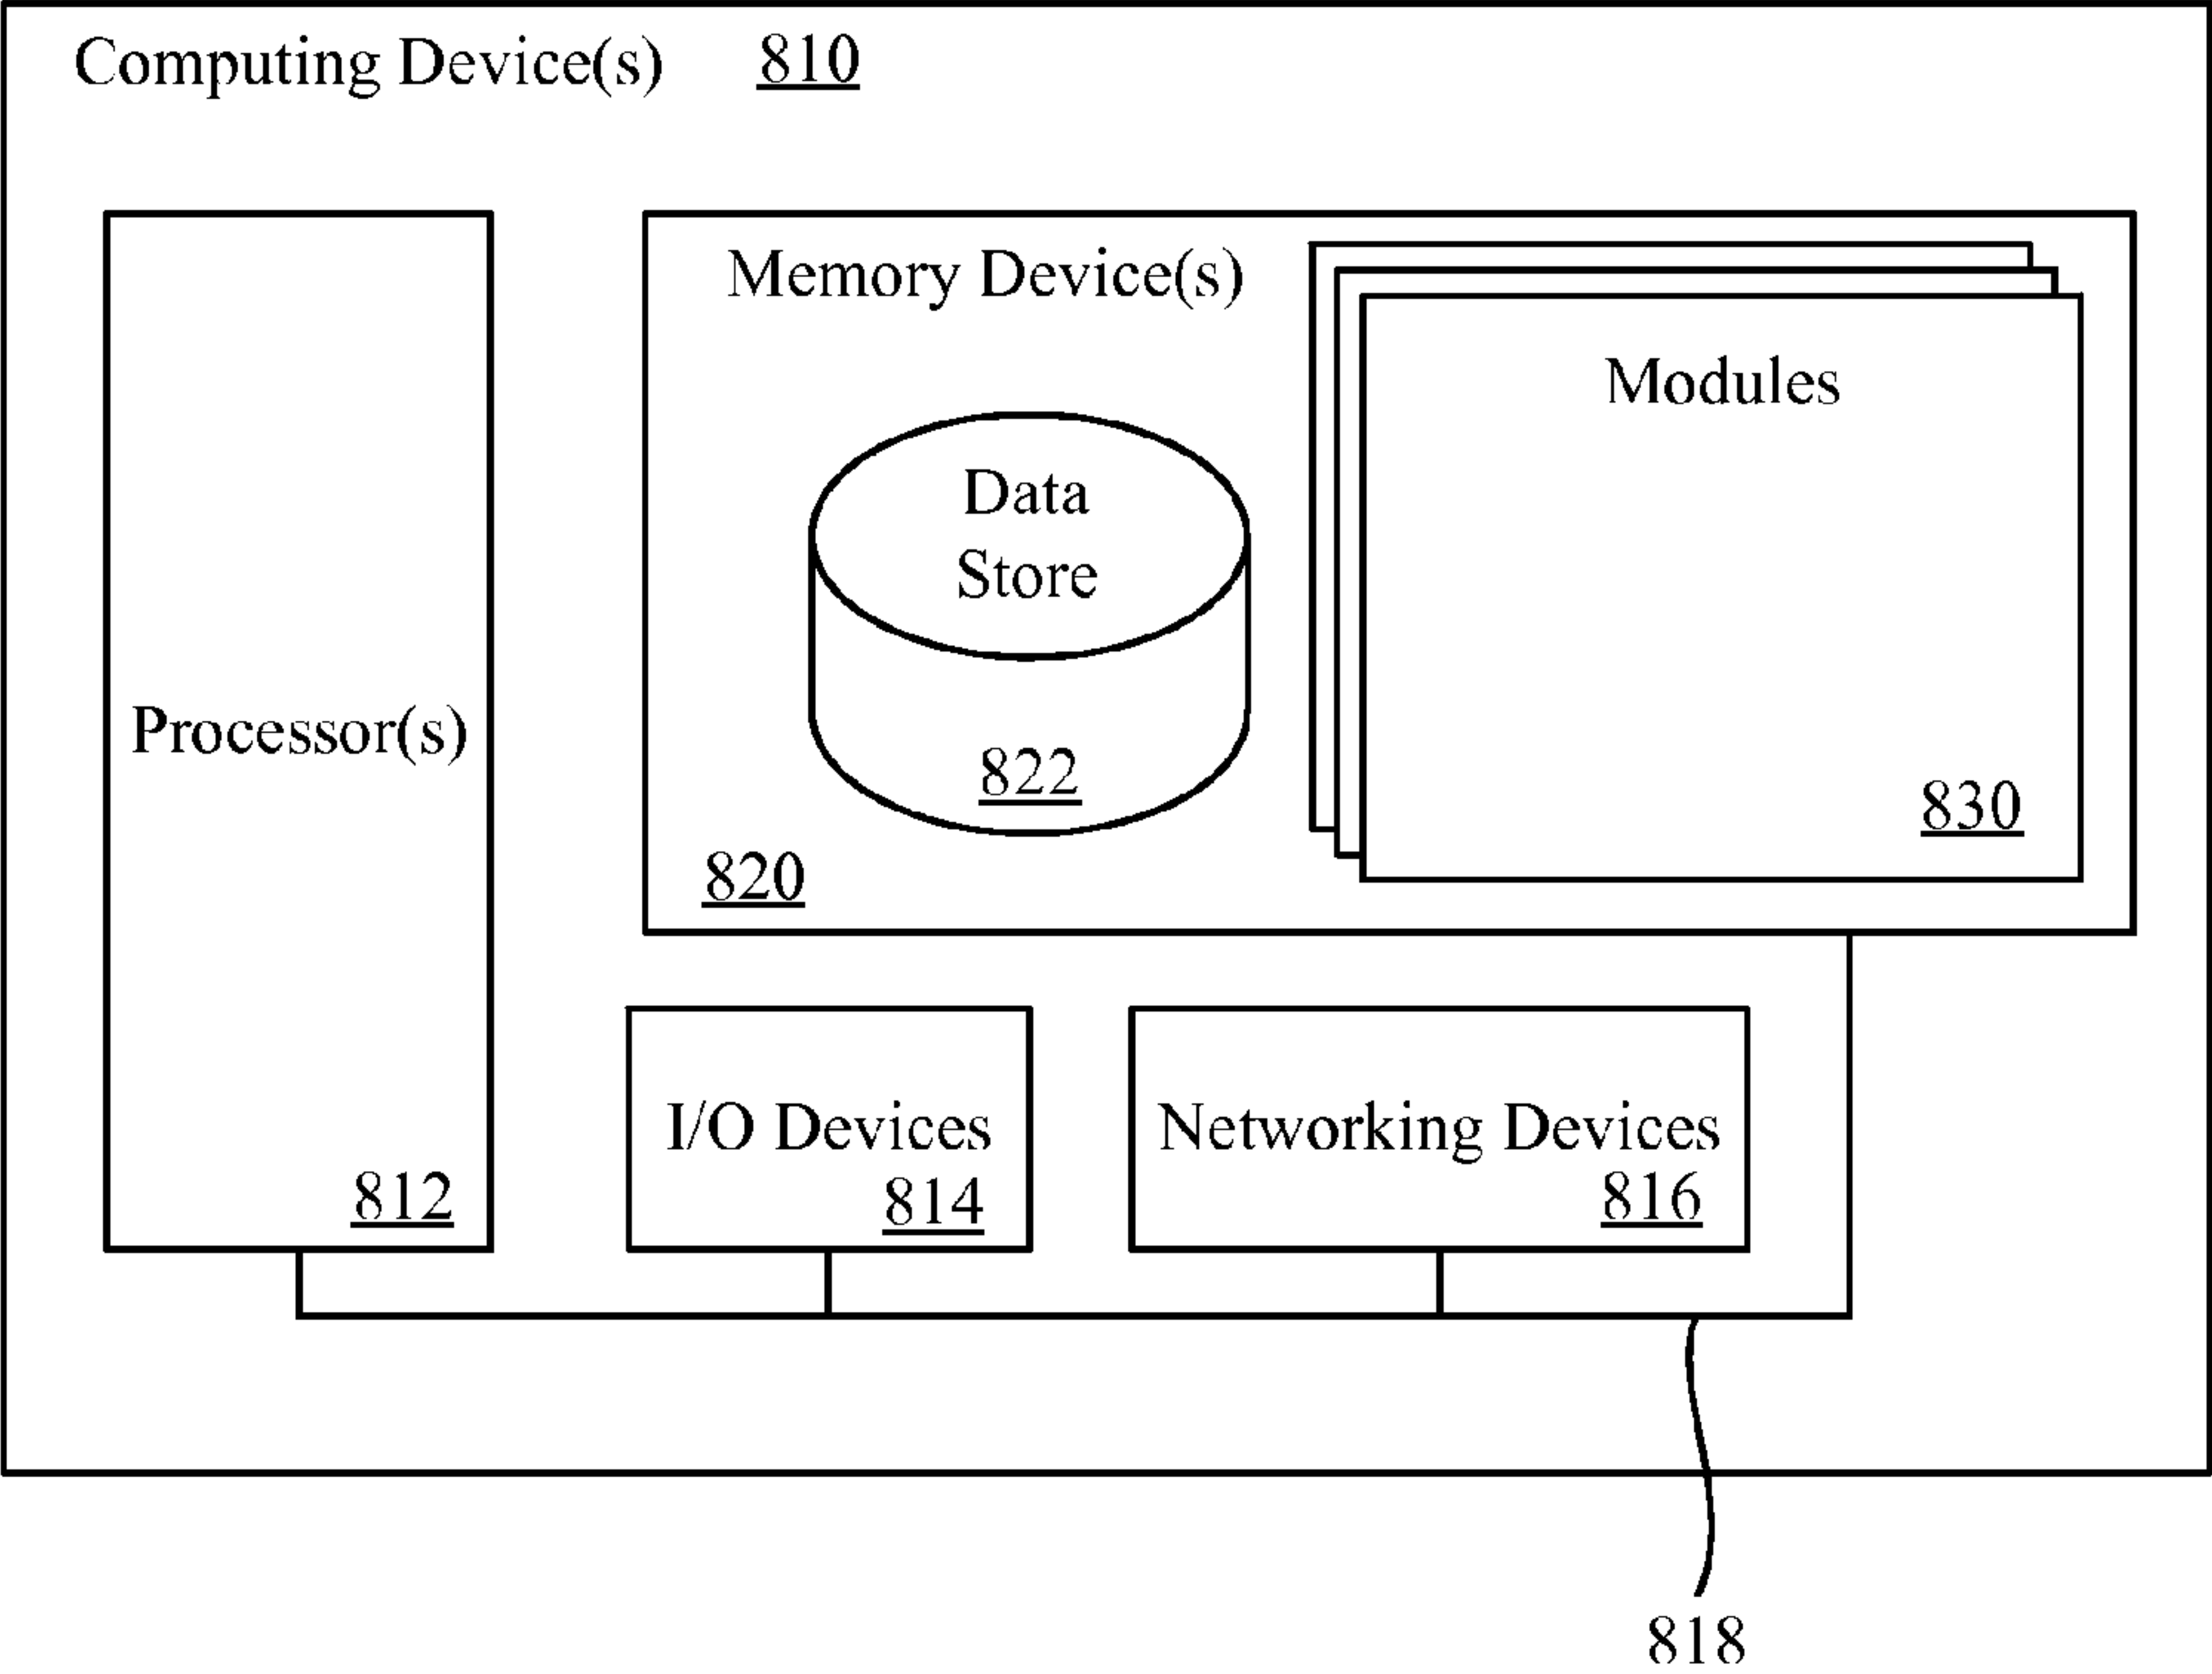 Computing Device(s) 810
Memory Device(s)
Modules
Data
Store
Processor(s)
822
830
820
I/O Devices
Networking Devices
812
814
816
818